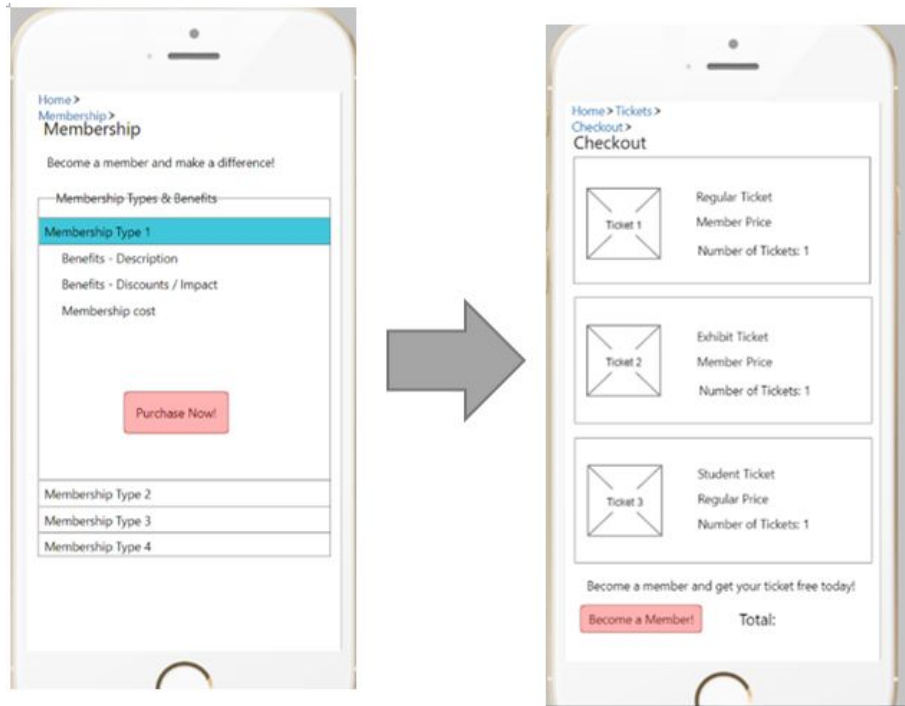 Home >
Membership >
Membership
Become a member and make a difference!
Membership Types & Benefits
Membership Type 1
Benefits - Description
Benefits - Discounts / Impact
Membership cost
Purchase Now!
Membership Type 2
Membership Type 3
Membership Type 4
Home > Tickets >
Checkout >
Checkout
Ticket 1
Regular Ticket
Member Price
Number of Tickets: 1
Ticket 2
Exhibit Ticket
Member Price
Number of Tickets: 1
Ticket 3
Student Ticket
Regular Price
Number of Tickets: 1
Become a member and get your ticket free today!
Become a Member!
Total: